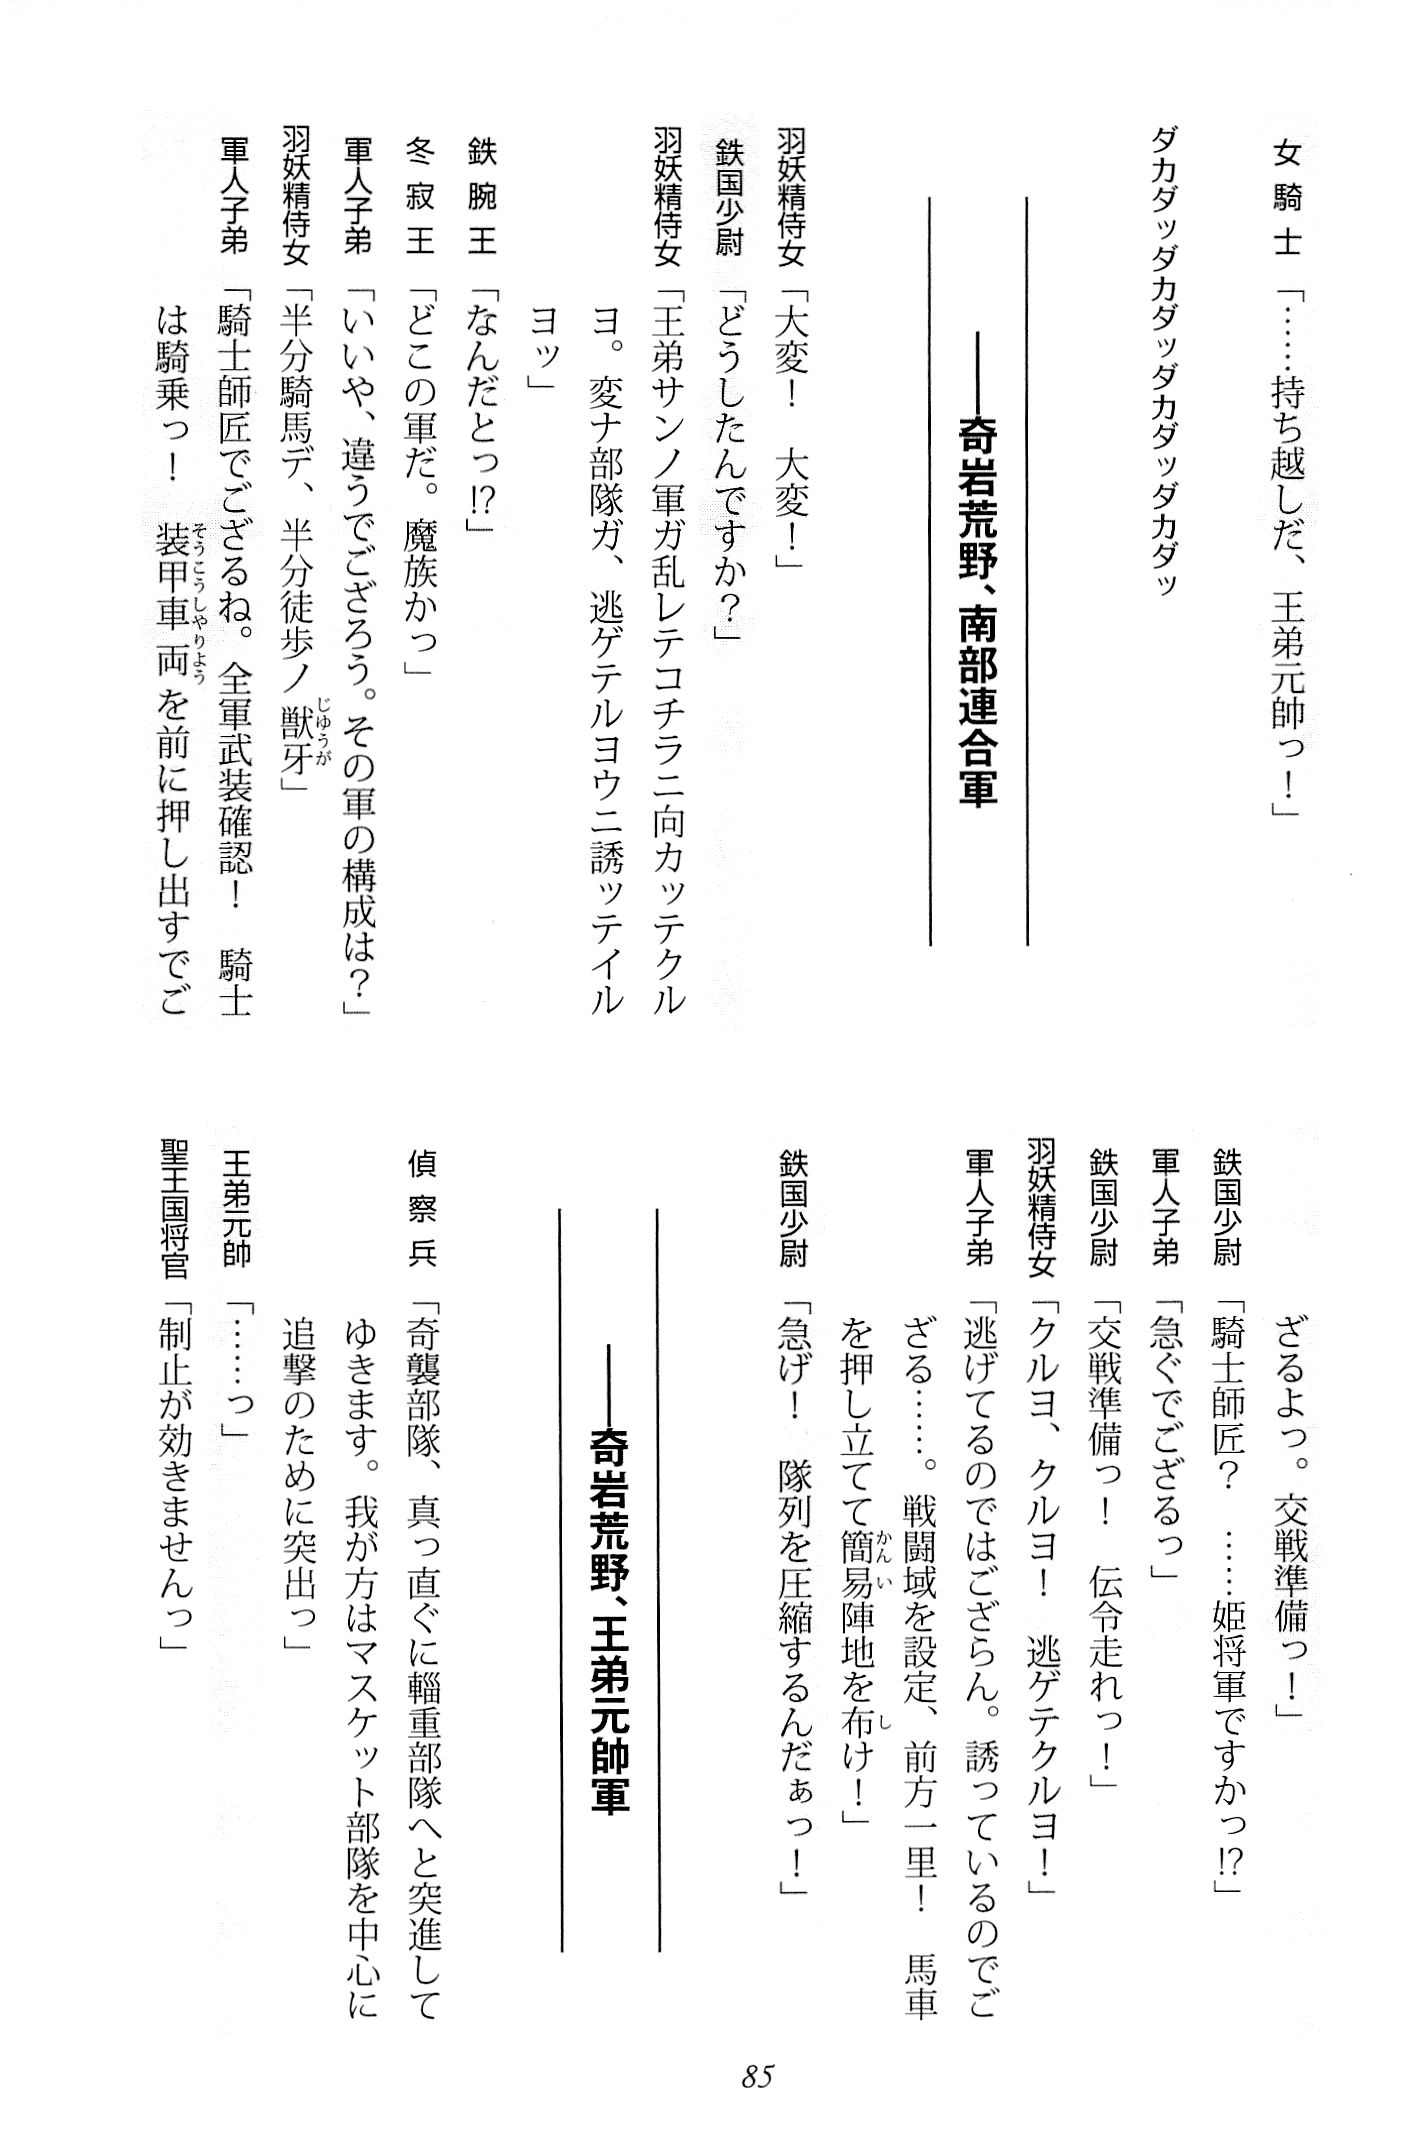 女騎士「……持ち越しだ、王弟元帥っ！」
ダカダッダカダッダカダッダカダッ
――奇岩荒野、南部連合軍
羽妖精侍女「大変！　大変！」
鉄国少尉「どうしたんですか？」
羽妖精侍女「王弟サンノ軍ガ乱レテコチラニ向カッテクル
ヨ。変ナ部隊ガ、逃ゲテルヨウニ誘ッテイル
ヨッ」
鉄腕王「なんだとっ!?」
冬寂王「どこの軍だ。魔族かっ」
軍人子弟「いいや、違うでござろう。その軍の構成は？」
羽妖精侍女「半分騎馬デ、半分徒歩ノ獣牙」
軍人子弟「騎士師匠でござるね。全軍武装確認！　騎士
は騎乗っ！　装甲車両を前に押し出すでご
ざるよっ。交戦準備っ！」
鉄国少尉「騎士師匠？　……姫将軍ですかっ!?」
軍人子弟「急ぐでござるっ」
鉄国少尉「交戦準備っ！　伝令走れっ！」
羽妖精侍女「クルヨ、クルヨ！　逃ゲテクルヨ！」
軍人子弟「逃げてるのではござらん。誘っているのでご
ざる……。戦闘域を設定、前方一里！　馬車
を押し立てて簡易陣地を布け！」
鉄国少尉「急げ！　隊列を圧縮するんだぁっ！」
――奇岩荒野、王弟元帥軍
偵察兵「奇襲部隊、真っ直ぐに輜重部隊へと突進して
ゆきます。我が方はマスケット部隊を中心に
追撃のために突出っ」
王弟元帥「……っ」
聖王国将官「制止が効きませんっ」
85